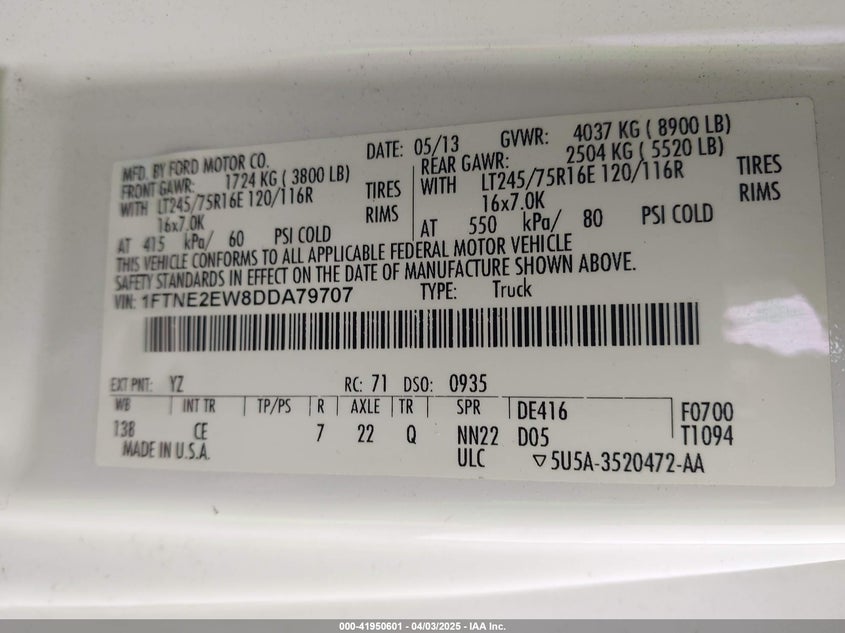 MFD. BY FORD MOTOR CO.
DATE: 05/13
GVWR: 4037 KG ( 8900 LB)
FRONT GAWR: 1724 KG ( 3800 LB)
REAR GAWR: 2504 KG ( 5520 LB)
WITH LT245/75R16E 120/116R TIRES
WITH LT245/75R16E 120/116R TIRES
16x7.0K RIMS
16x7.0K RIMS
AT 415 kPa/ 60 PSI COLD
AT 550 kPa/ 80 PSI COLD
THIS VEHICLE CONFORMS TO ALL APPLICABLE FEDERAL MOTOR VEHICLE
SAFETY STANDARDS IN EFFECT ON THE DATE OF MANUFACTURE SHOWN ABOVE.
VIN: 1FTNE2EW8DDA79707 TYPE: Truck
EXT PNT: YZ RC: 71 DSO: 0935
WB INT TR TP/PS R AXLE TR SPR DE416 F0700
138 CE 7 22 Q NN22 D05 T1094
MADE IN U.S.A. ULC ▽5U5A-3520472-AA
000-41950601 - 04/03/2025 - IAA Inc.